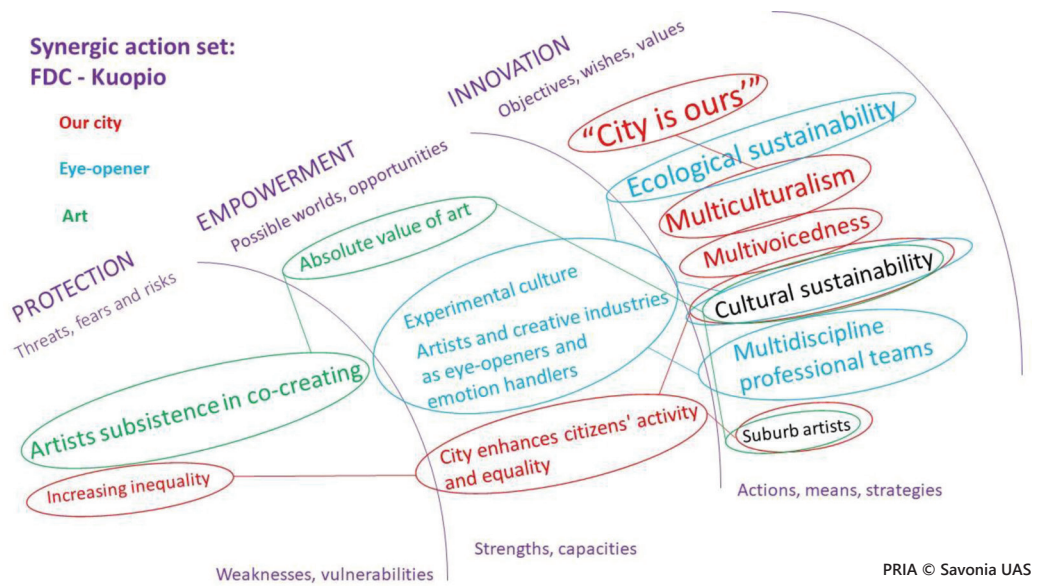 Synergic action set:
FDC - Kuopio
Our city
Eye-opener
Art
PROTECTION
Threats, fears and risks
EMPOWERMENT
Possible worlds, opportunities
INNOVATION
Objectives, wishes, values
"City is ours'"
Ecological sustainability
Multiculturalism
Multivoicedness
Cultural sustainability
Multidiscipline
professional teams
Suburb artists
Absolute value of art
Experimental culture
Artists and creative industries
as eye-openers and
emotion handlers
Artists subsistence in co-creating
City enhances citizens' activity
and equality
Increasing inequality
Actions, means, strategies
Strengths, capacities
Weaknesses, vulnerabilities
PRIA © Savonia UAS